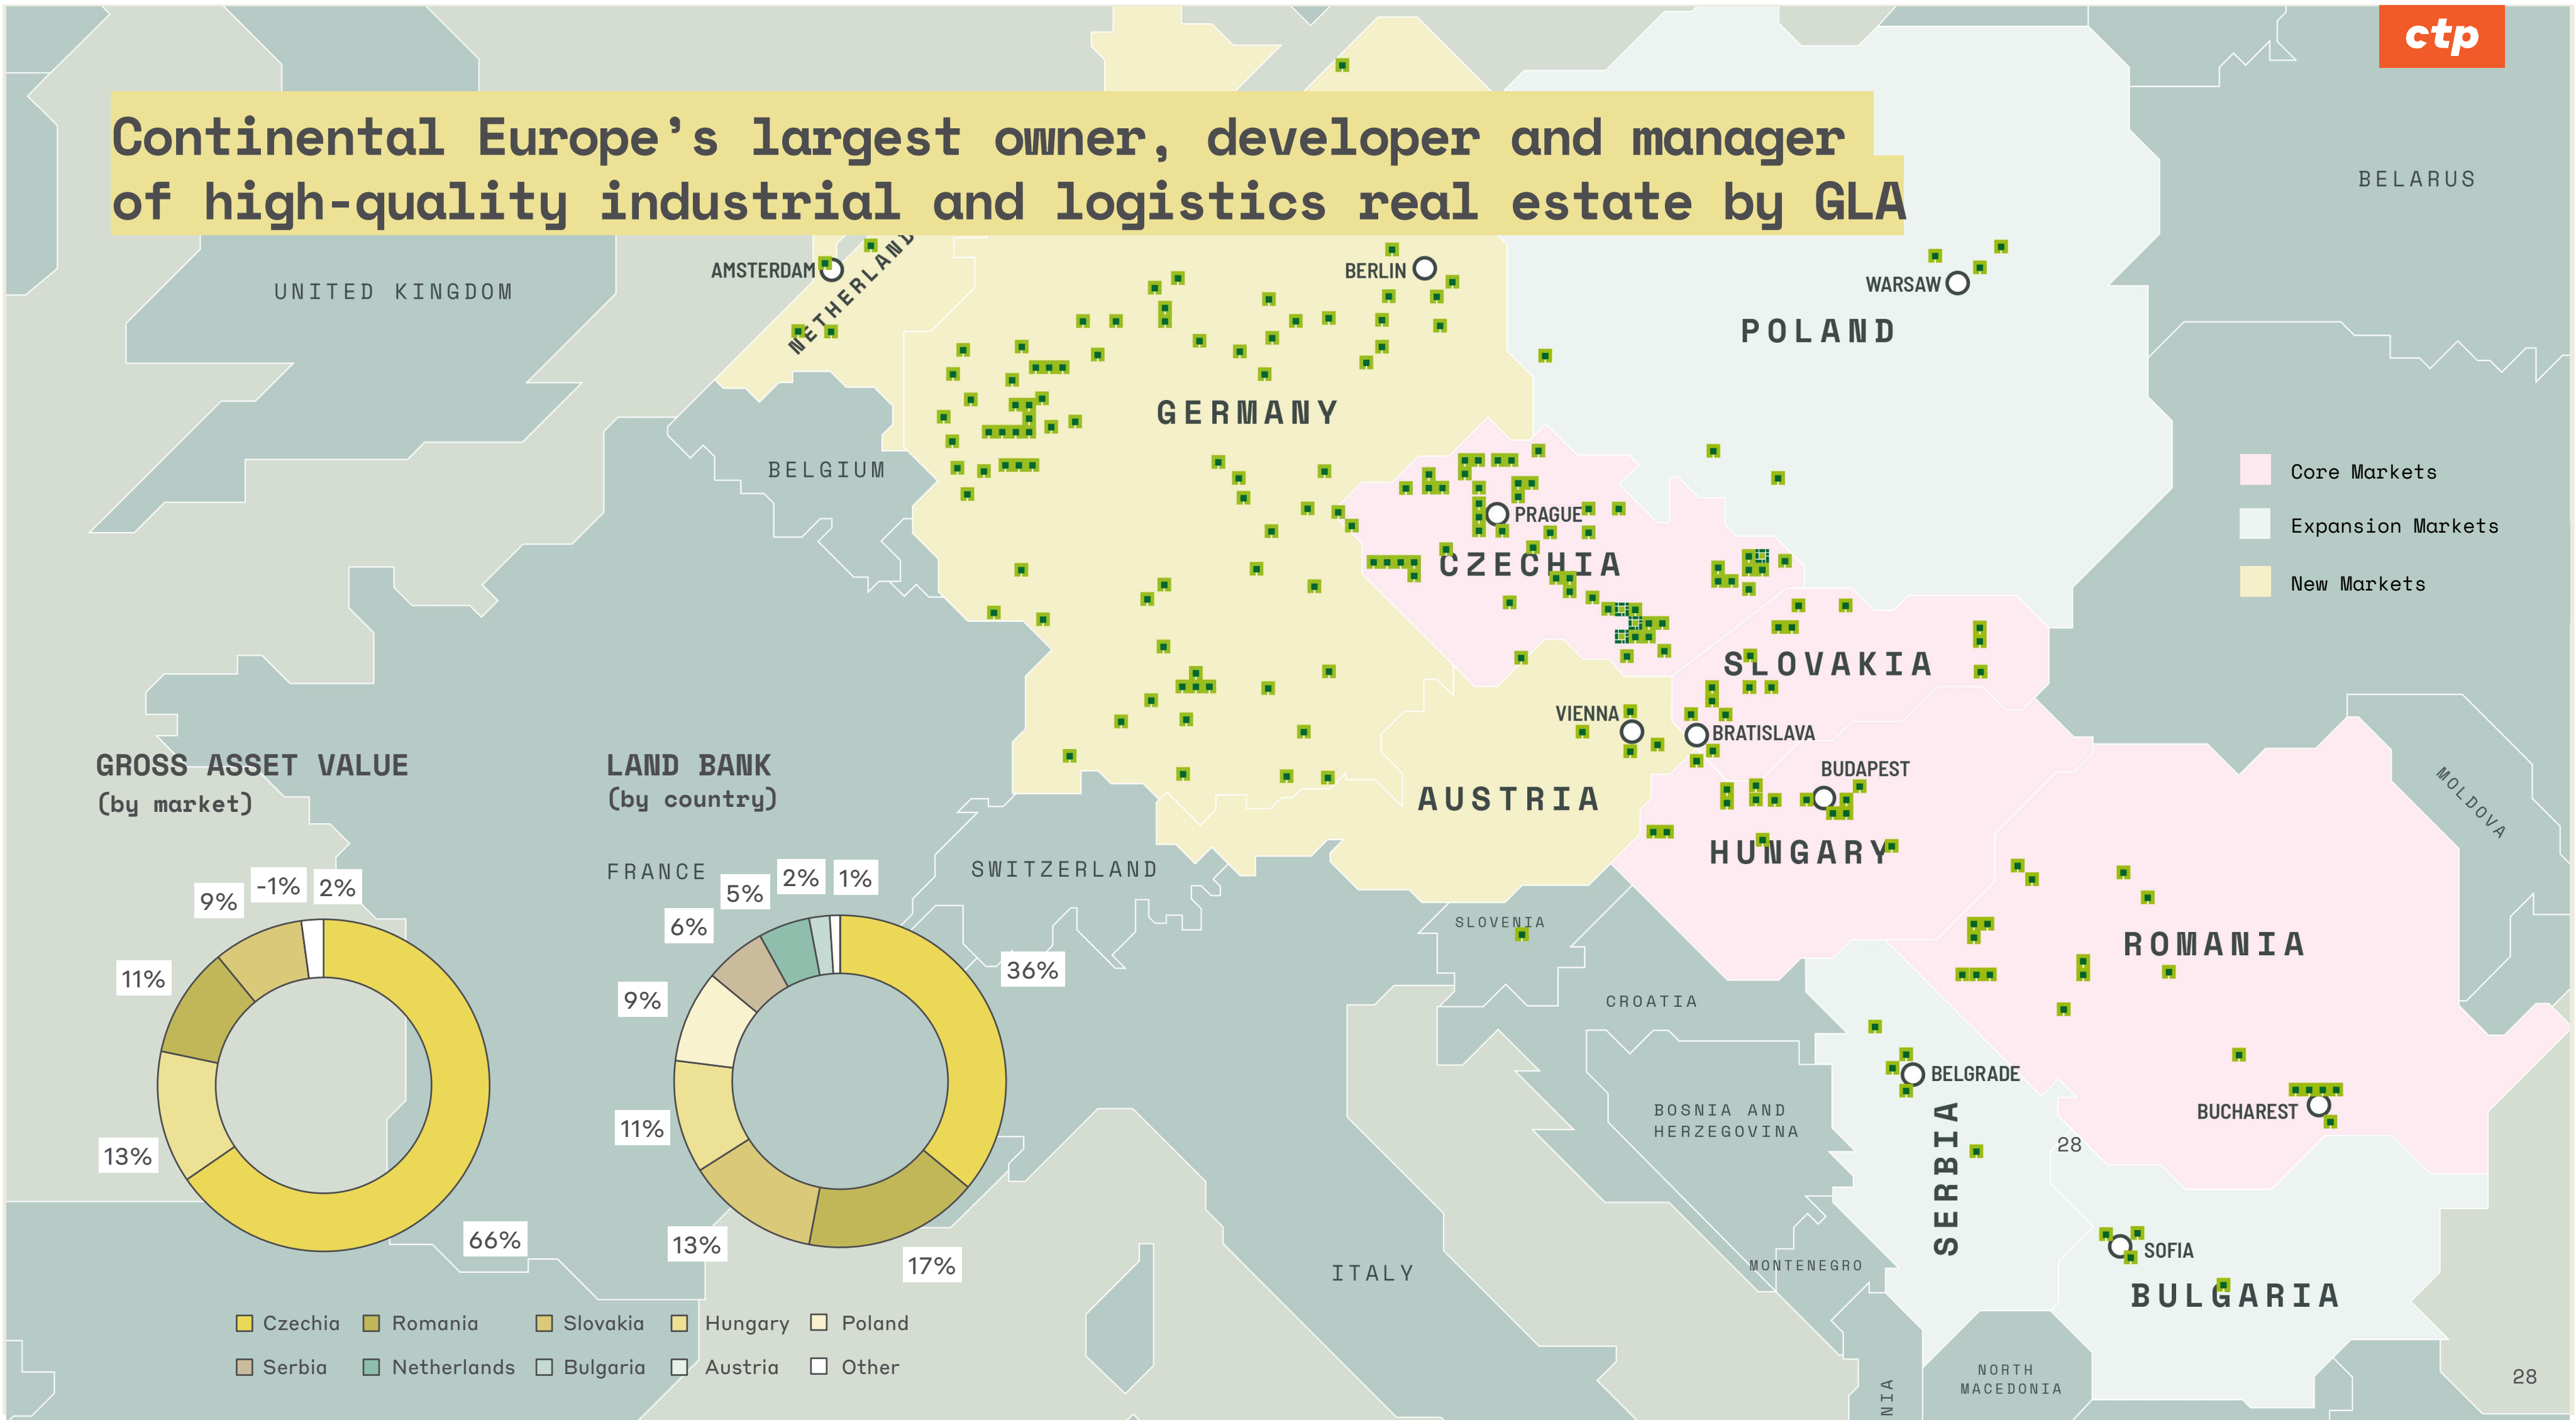 ctp
Continental Europe's largest owner, developer and manager
of high-quality industrial and logistics real estate by GLA
BELARUS
UNITED KINGDOM
AMSTERDAM
NETHERLAND
BERLIN
WARSAW
POLAND
GERMANY
BELGIUM
Core Markets
Expansion Markets
New Markets
PRAGUE
CZECHIA
SLOVAKIA
VIENNA
BRATISLAVA
BUDAPEST
AUSTRIA
HUNGARY
MOLDOVA
GROSS ASSET VALUE
(by market)
LAND BANK
(by country)
FRANCE
SWITZERLAND
SLOVENIA
ROMANIA
CROATIA
BELGRADE
BOSNIA AND
HERZEGOVINA
BUCHAREST
SERBIA
28
SOFIA
BULGARIA
MONTENEGRO
ITALY
NORTH
MACEDONIA
NIA
9%
-1%
2%
11%
13%
66%
5%
2%
1%
6%
9%
36%
11%
13%
17%
Czechia
Romania
Slovakia
Hungary
Poland
Serbia
Netherlands
Bulgaria
Austria
Other
28